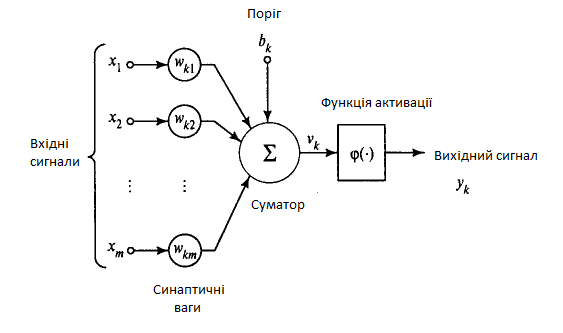 Поріг
b_k
x_1
w_k1
Функція активації
x_2
w_k2
Вхідні
сигнали
Σ
v_k
φ(·)
Вихідний сигнал
y_k
⋮
⋮
Суматор
x_m
w_km
Синаптичні
ваги